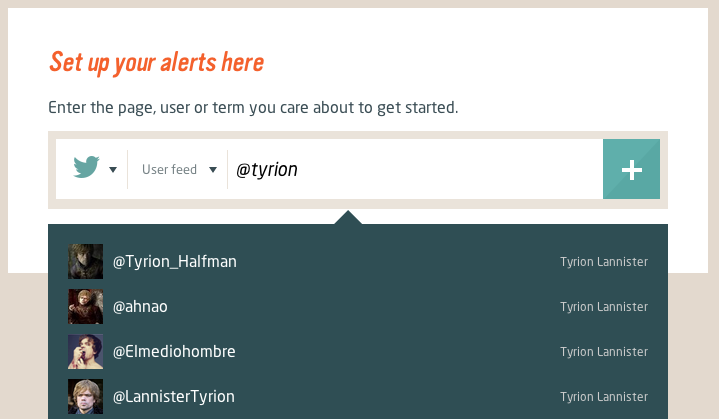 Set up your alerts here
Enter the page, user or term you care about to get started.
User feed @tyrion
@Tyrion_Halfman Tyrion Lannister
@ahnao Tyrion Lannister
@Elmediohombre Tyrion Lannister
@LannisterTyrion Tyrion Lannister